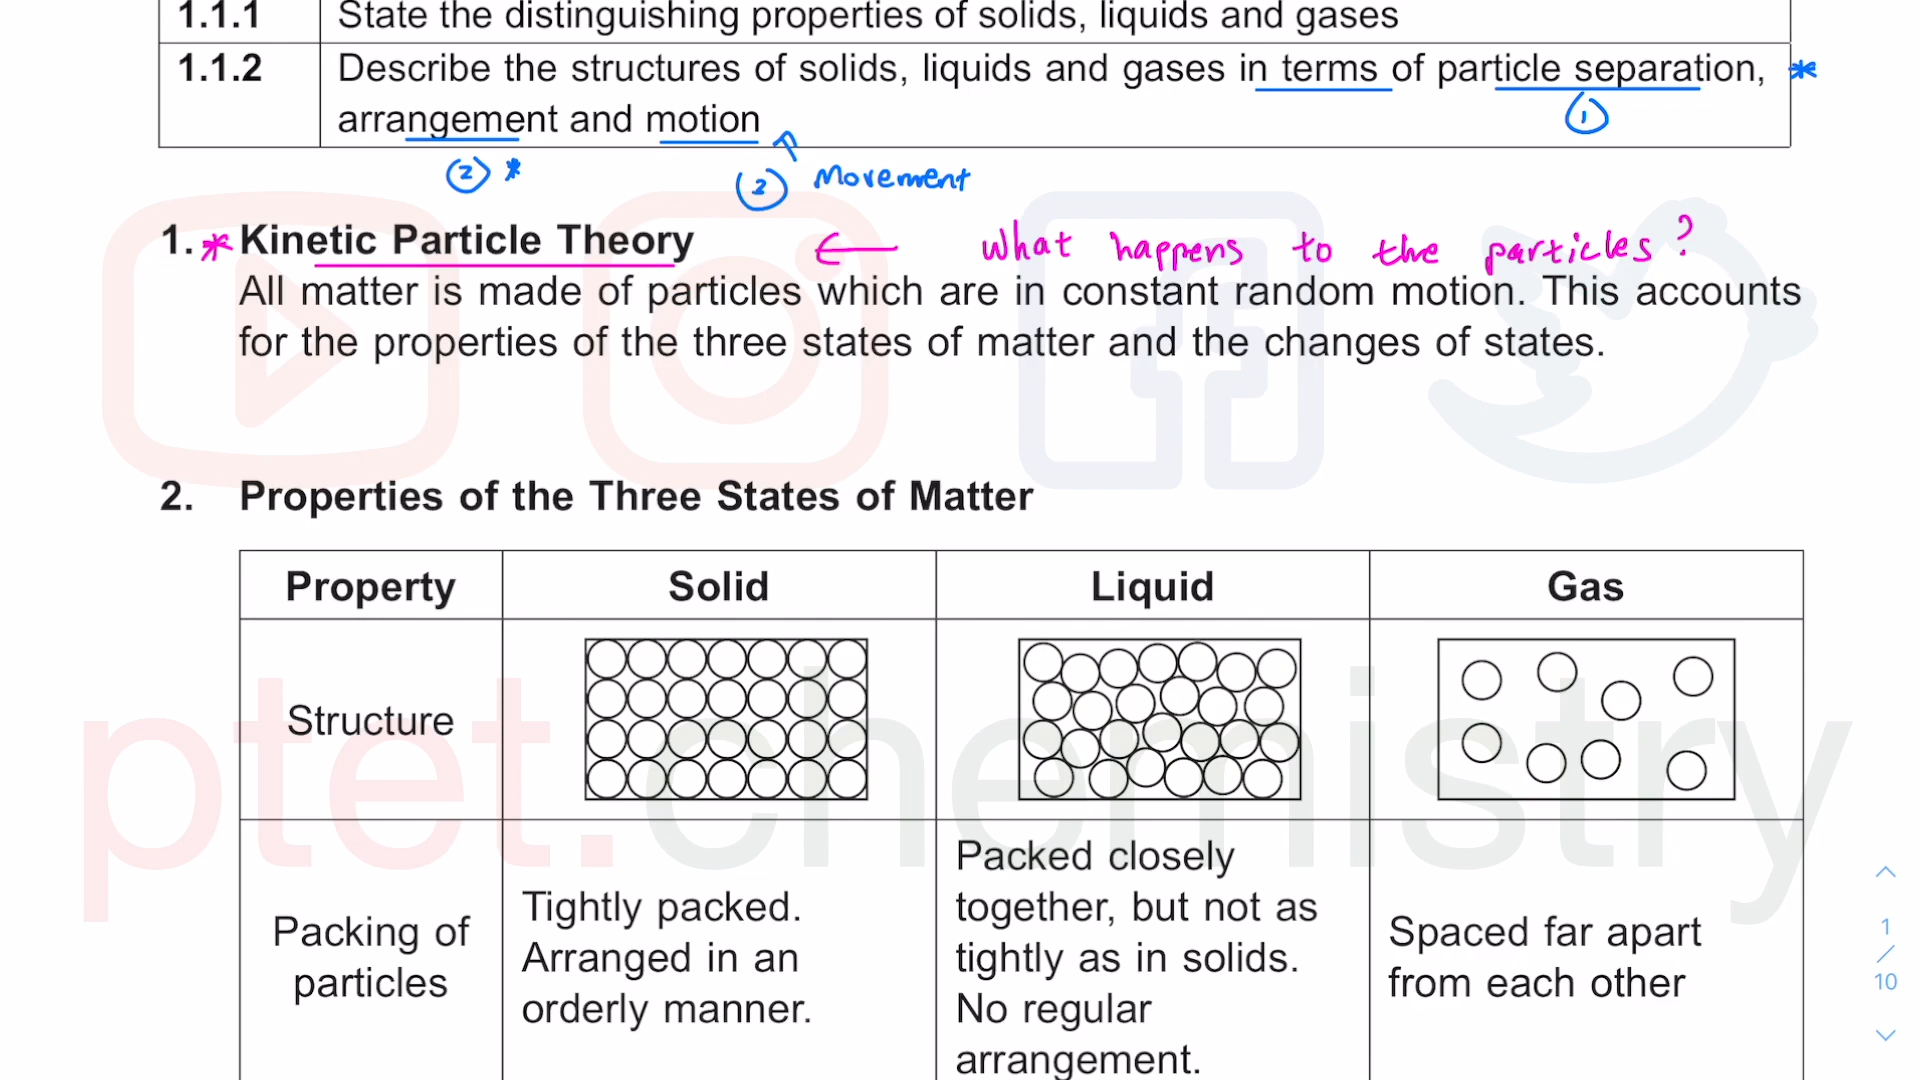 1.1.1 State the distinguishing properties of solids, liquids and gases
1.1.2 Describe the structures of solids, liquids and gases in terms of particle separation, *
①
arrangement and motion
② *
② Movement
1. * Kinetic Particle Theory ← What happens to the particles?
All matter is made of particles which are in constant random motion. This accounts
for the properties of the three states of matter and the changes of states.
2. Properties of the Three States of Matter
Property Solid Liquid Gas
Structure
ptet.chemistry
Packing of
particles
Tightly packed.
Arranged in an
orderly manner.
Packed closely
together, but not as
tightly as in solids.
No regular
arrangement.
Spaced far apart
from each other
1
/
10